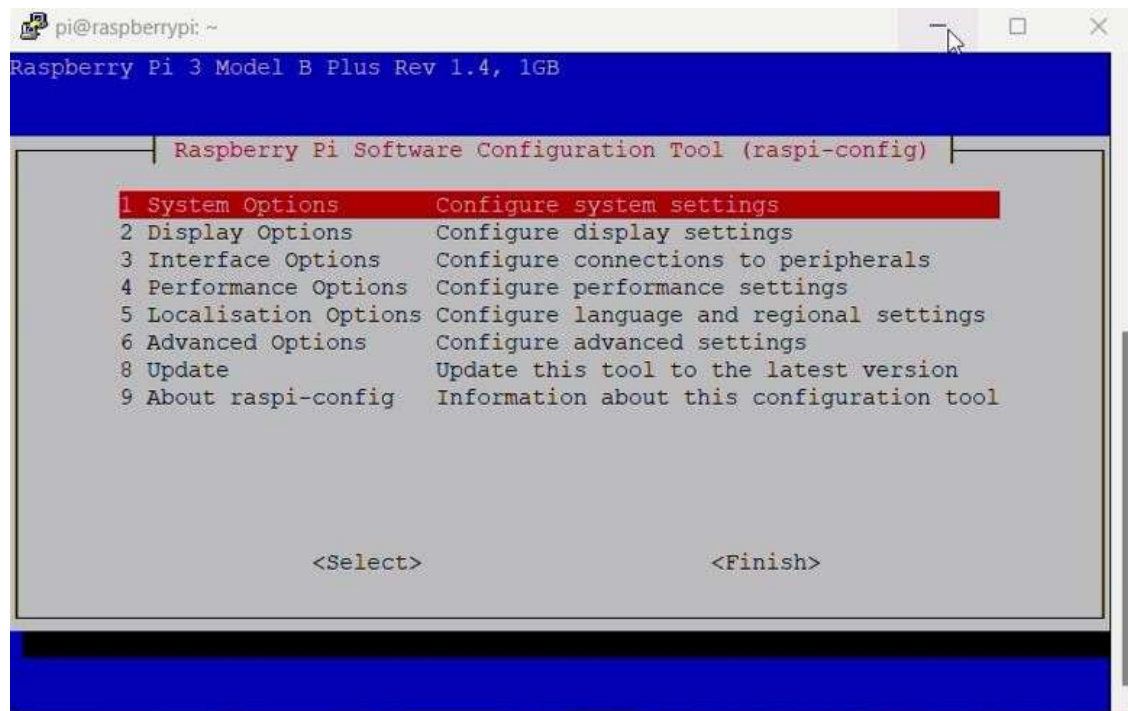 pi@raspberrypi: ~
Raspberry Pi 3 Model B Plus Rev 1.4, 1GB
Raspberry Pi Software Configuration Tool (raspi-config)
1 System Options Configure system settings
2 Display Options Configure display settings
3 Interface Options Configure connections to peripherals
4 Performance Options Configure performance settings
5 Localisation Options Configure language and regional settings
6 Advanced Options Configure advanced settings
8 Update Update this tool to the latest version
9 About raspi-config Information about this configuration tool
<Select> <Finish>